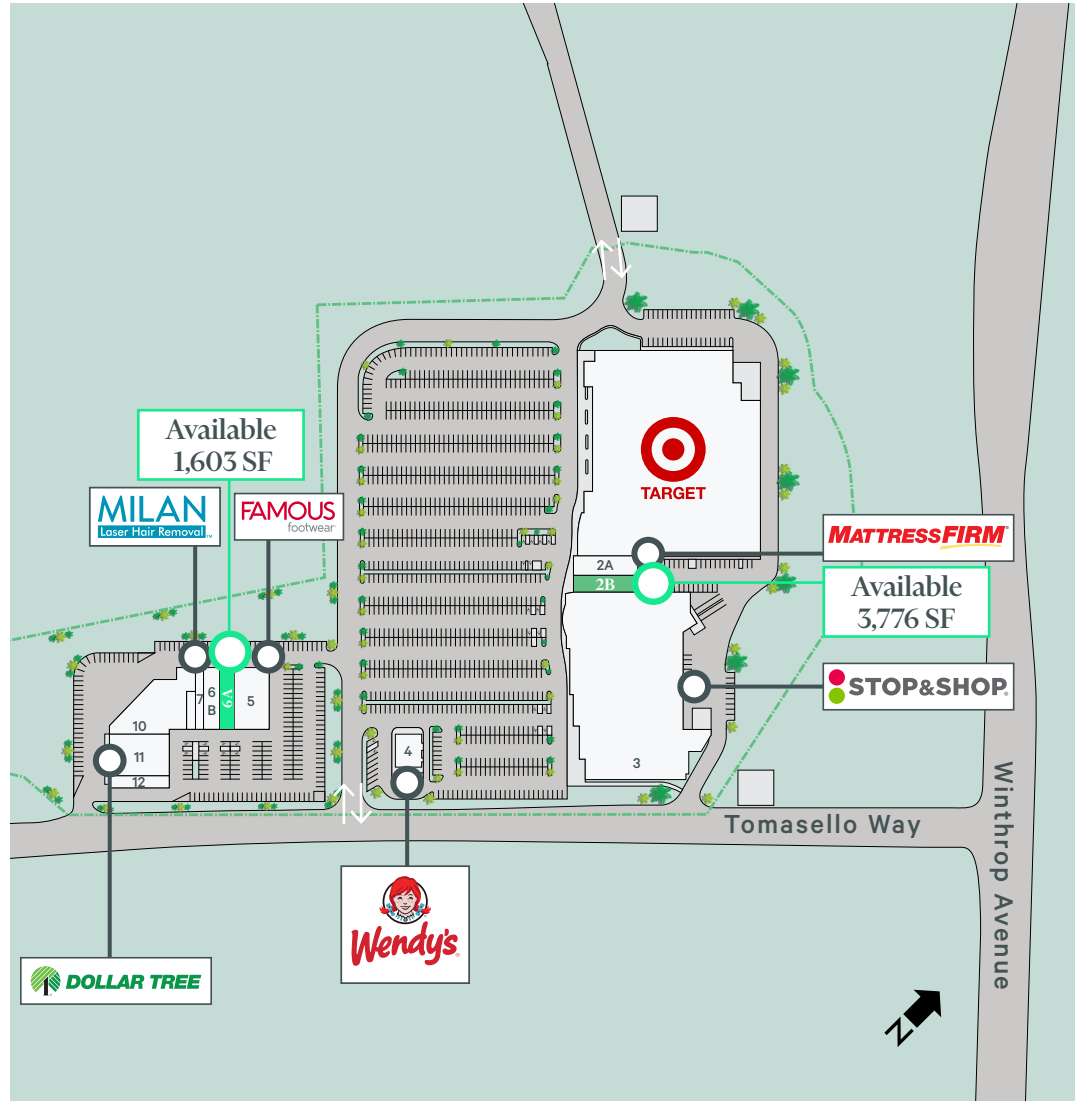 Available
1,603 SF
MILAN
Laser Hair Removal™
FAMOUS
footwear
TARGET
MATTRESSFIRM®
2A
2B
Available
3,776 SF
STOP&SHOP®
7
6
B
6A
5
10
11
12
4
3
Tomasello Way
Winthrop Avenue
Wendy's
DOLLAR TREE
N